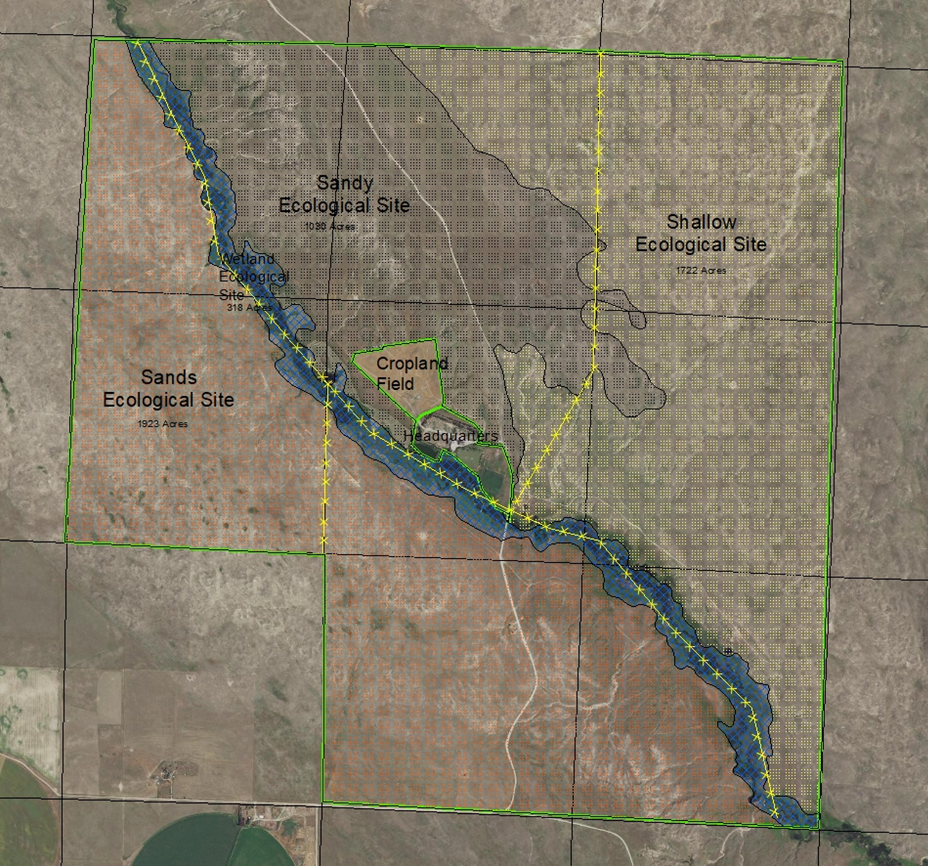 Sandy
Ecological Site
1030 Acres
Shallow
Ecological Site
1722 Acres
Wetland
Ecological
Site
318 Acres
Cropland
Field
Sands
Ecological Site
1923 Acres
Headquarters